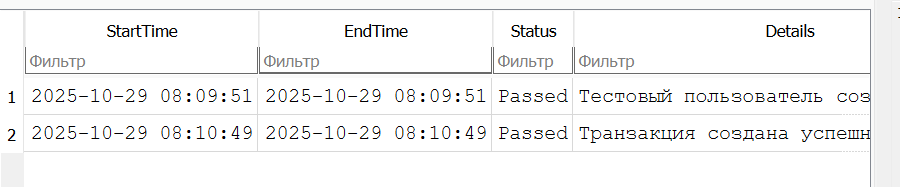 StartTime EndTime Status Details
Фильтр Фильтр Фильтр Фильтр
1 2025-10-29 08:09:51 2025-10-29 08:09:51 Passed Тестовый пользователь соз
2 2025-10-29 08:10:49 2025-10-29 08:10:49 Passed Транзакция создана успешн